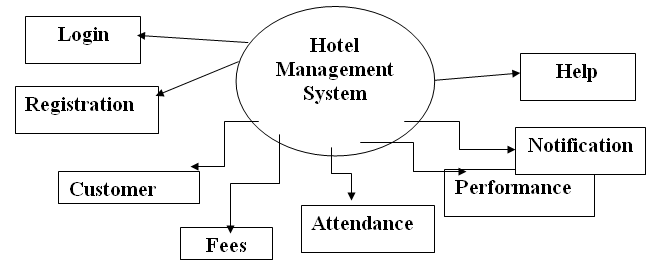 Login
Hotel
Management
System
Help
Registration
Notification
Customer
Performance
Attendance
Fees